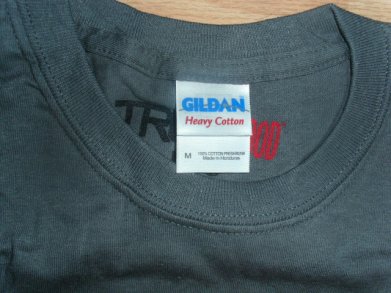 GILDAN
Heavy Cotton
M
100% COTTON PRESHRUNK
Made in Honduras